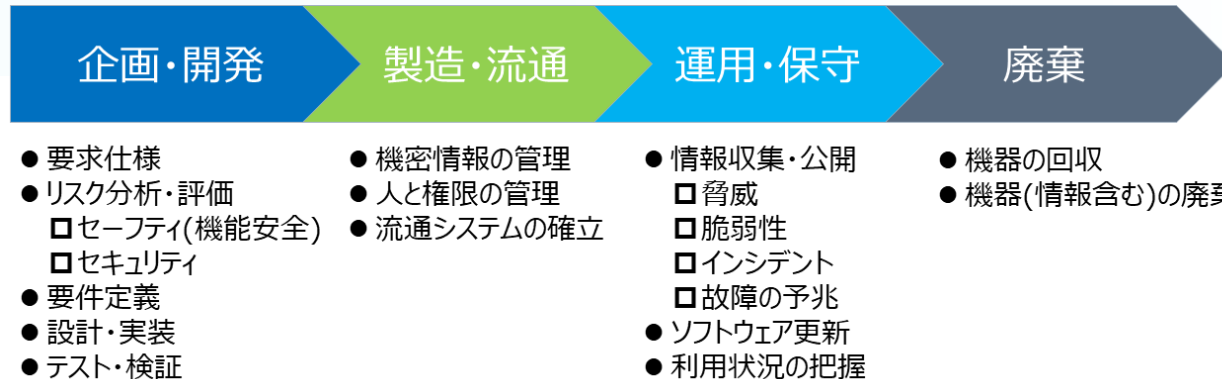 企画・開発
製造・流通
運用・保守
廃棄
● 要求仕様
● リスク分析・評価
セーフティ(機能安全)
セキュリティ
● 要件定義
● 設計・実装
● テスト・検証
● 機密情報の管理
● 人と権限の管理
● 流通システムの確立
● 情報収集・公開
脅威
脆弱性
インシデント
故障の予兆
● ソフトウェア更新
● 利用状況の把握
● 機器の回収
● 機器(情報含む)の廃棄